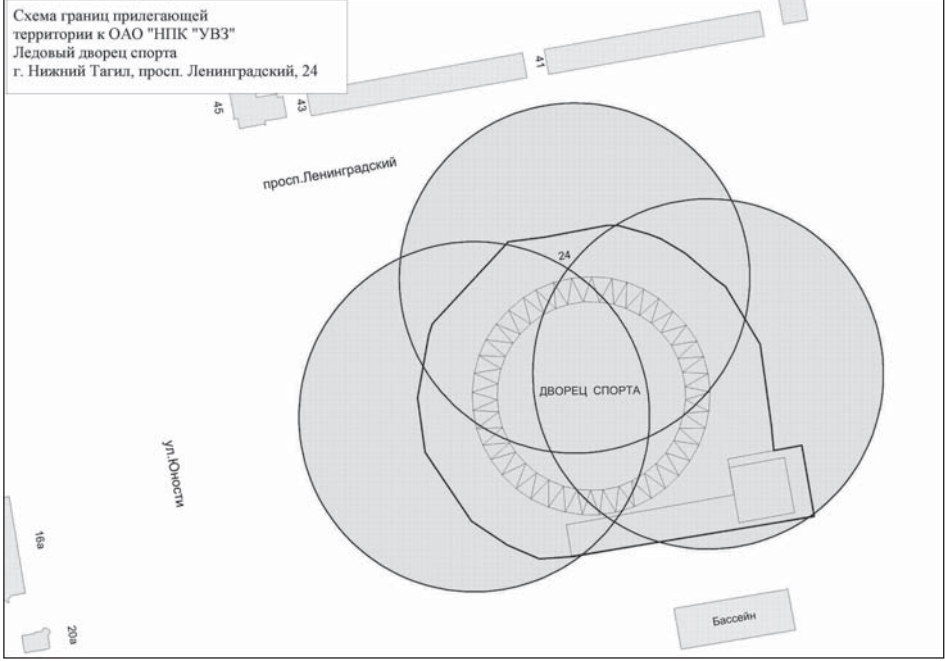 Схема границ прилегающей
территории к ОАО "НПК "УВЗ"
Ледовый дворец спорта
г. Нижний Тагил, просп. Ленинградский, 24
41
43
45
просп.Ленинградский
24
ДВОРЕЦ СПОРТА
ул.Юности
16а
20а
Бассейн